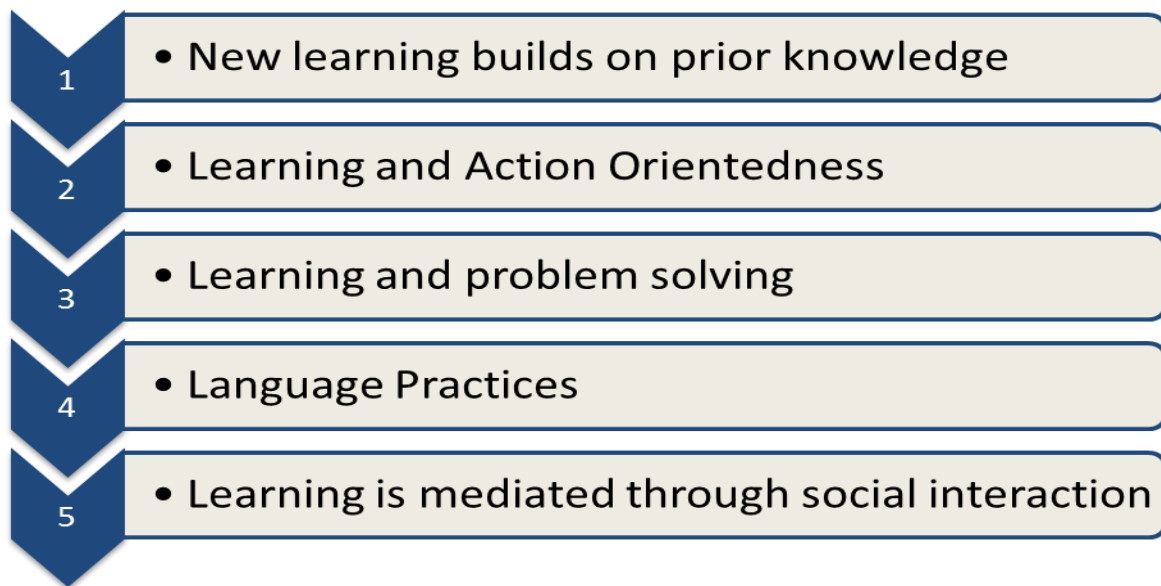 1
• New learning builds on prior knowledge
2
• Learning and Action Orientedness
3
• Learning and problem solving
4
• Language Practices
5
• Learning is mediated through social interaction